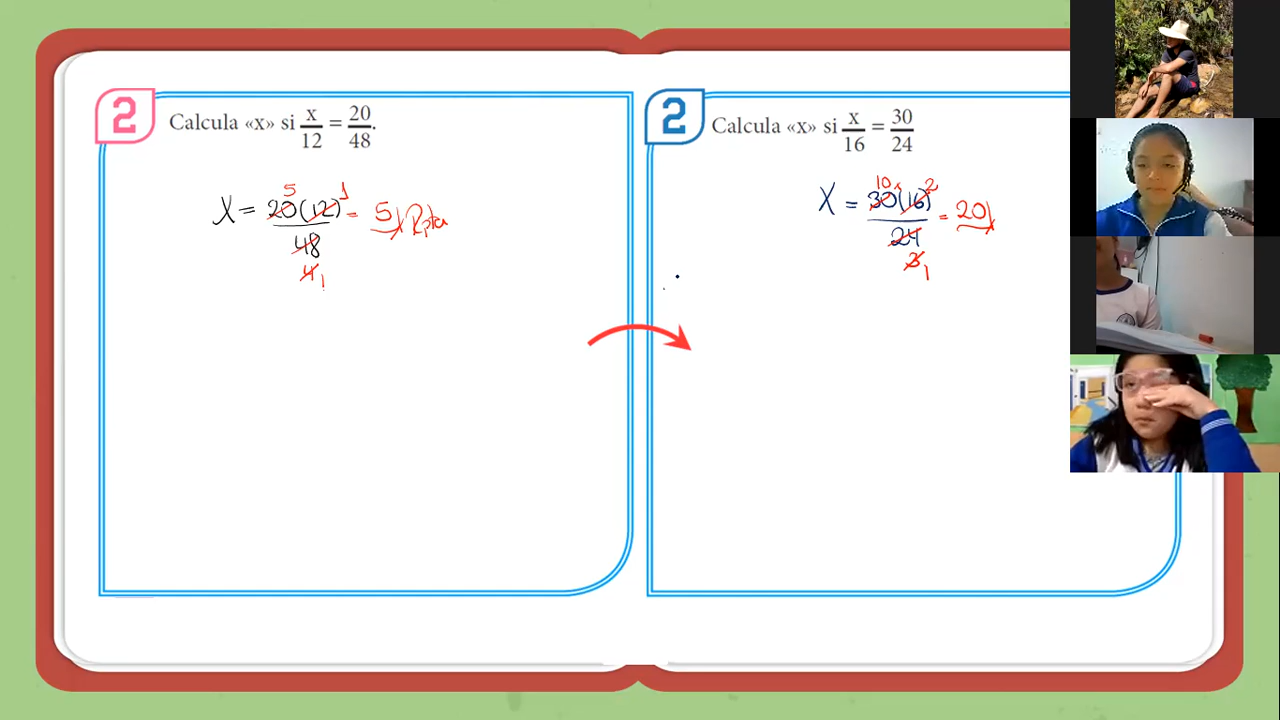 2 Calcula «x» si x/12 = 20/48.
X = 20(12)/48 = 5 Rpta
5 1
4 1
2 Calcula «x» si x/16 = 30/24
X = 30(16)/24 = 20
10 2
3 1